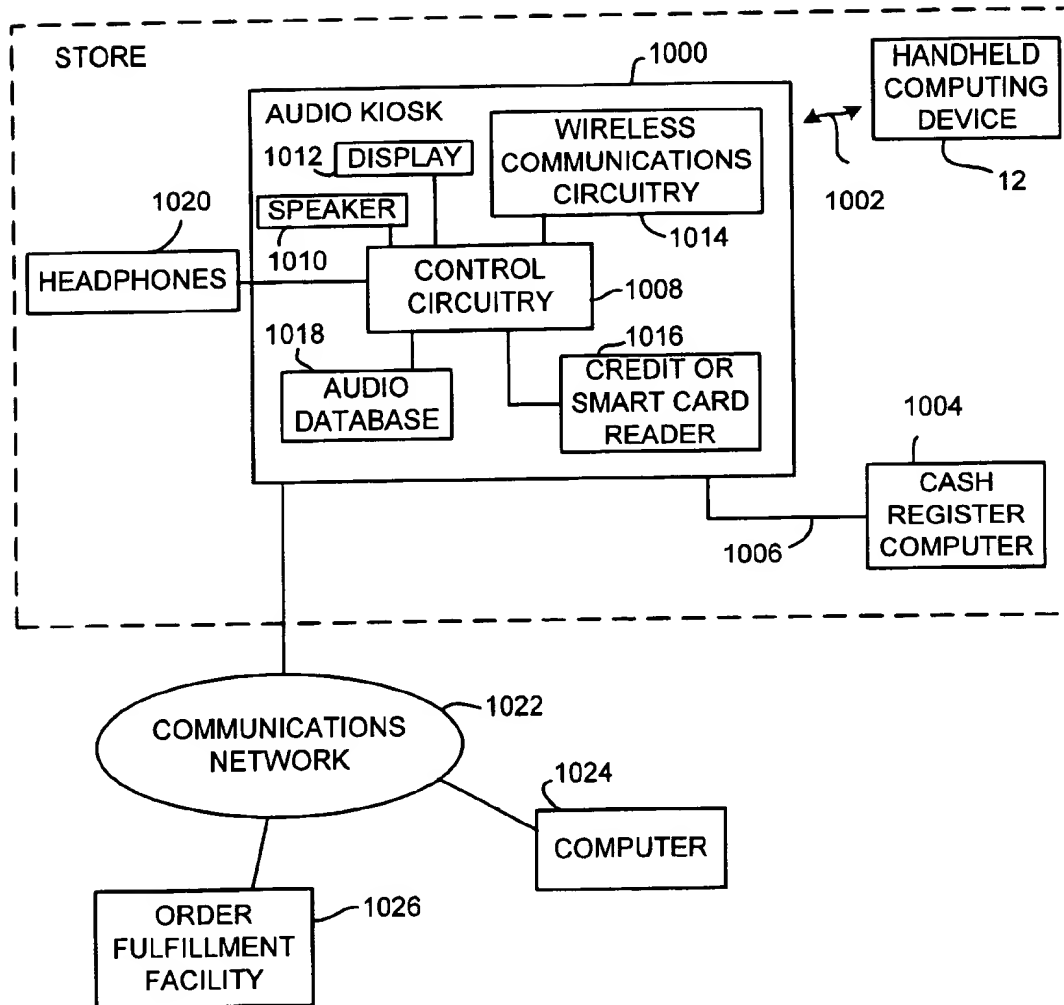 STORE
1000
HANDHELD
COMPUTING
DEVICE
12
1002
AUDIO KIOSK
1012
DISPLAY
WIRELESS
COMMUNICATIONS
CIRCUITRY
1014
1020
SPEAKER
1010
HEADPHONES
CONTROL
CIRCUITRY
1008
1018
AUDIO
DATABASE
1016
CREDIT OR
SMART CARD
READER
1004
CASH
REGISTER
COMPUTER
1006
COMMUNICATIONS
NETWORK
1022
1024
COMPUTER
ORDER
FULFILLMENT
FACILITY
1026